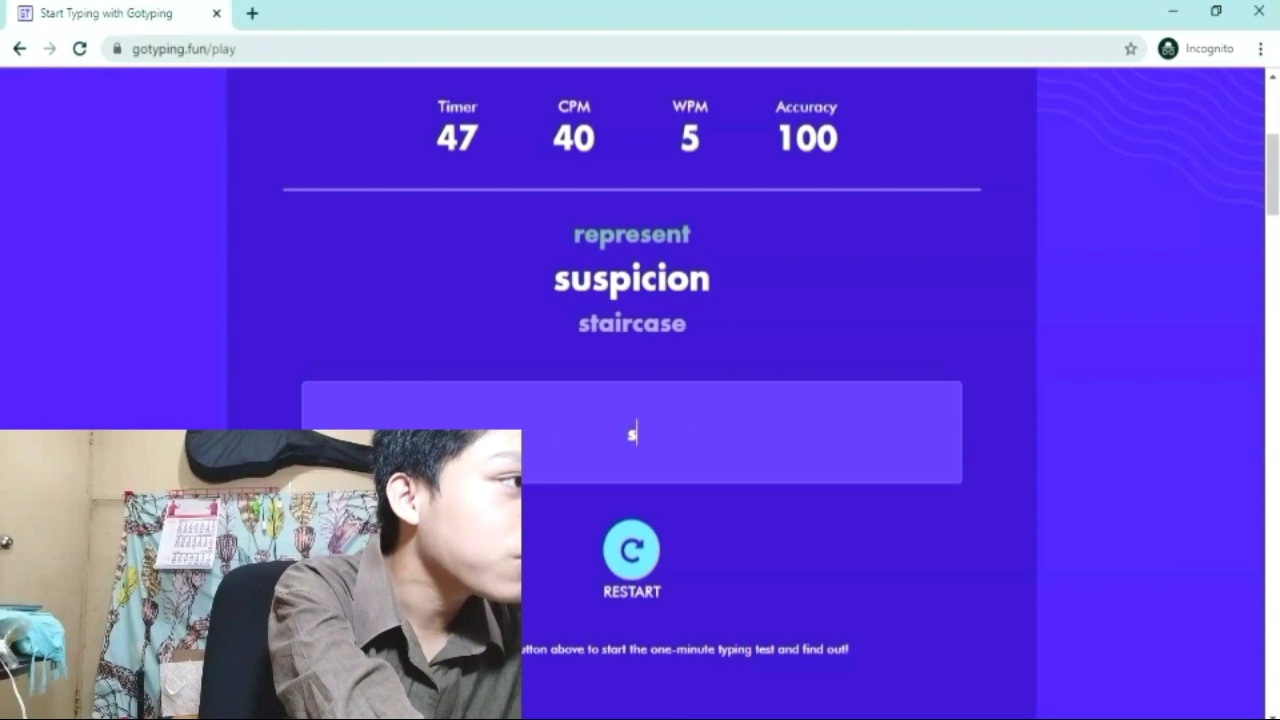 Start Typing with Gotyping
gotyping.fun/play
Incognito
Timer CPM WPM Accuracy
47 40 5 100
represent
suspicion
staircase
s
RESTART
above to start the one-minute typing test and find out!